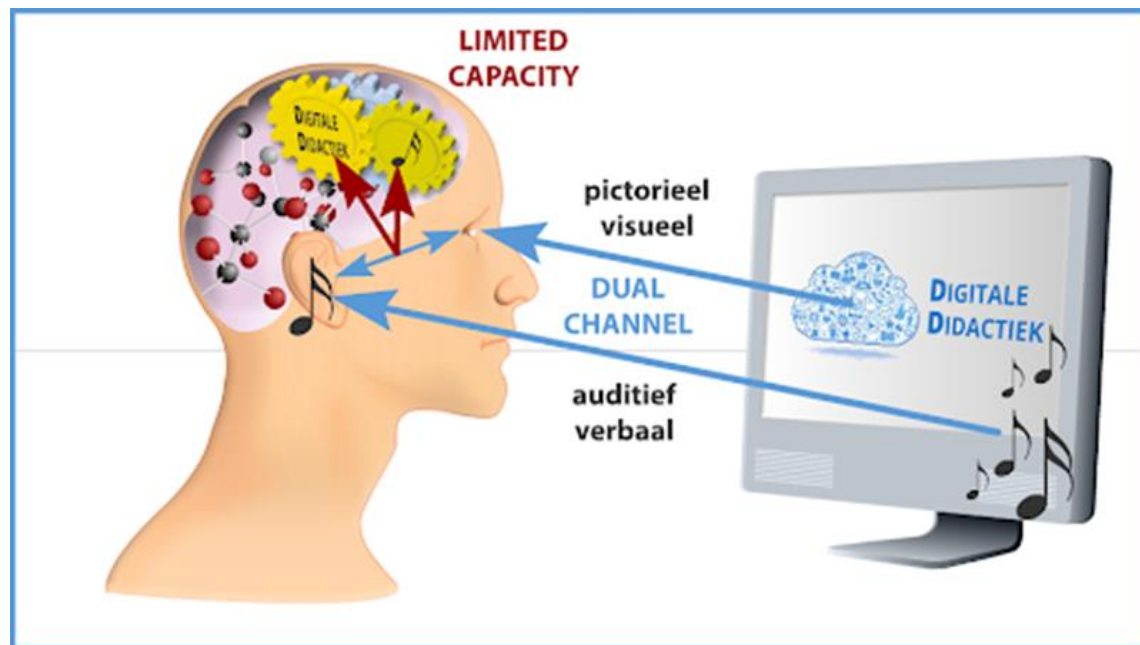 LIMITED
CAPACITY
DIGITALE
DIDACTIEK
pictorieel
visueel
DUAL
CHANNEL
auditief
verbaal
DIGITALE
DIDACTIEK